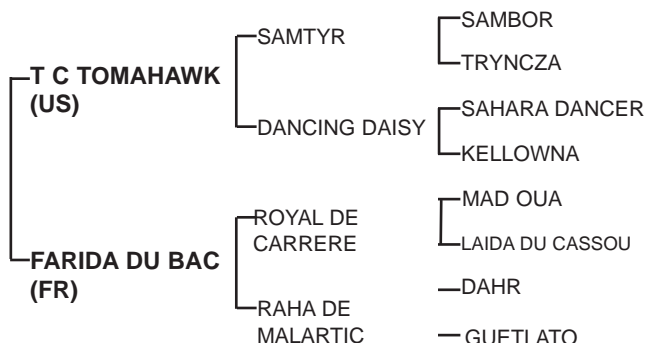 SAMBOR
SAMTYR
TRYNCZA
T C TOMAHAWK
(US)
SAHARA DANCER
DANCING DAISY
KELLOWNA
MAD OUA
ROYAL DE
CARRERE
LAIDA DU CASSOU
FARIDA DU BAC
(FR)
DAHR
RAHA DE
MALARTIC
GUETLATO